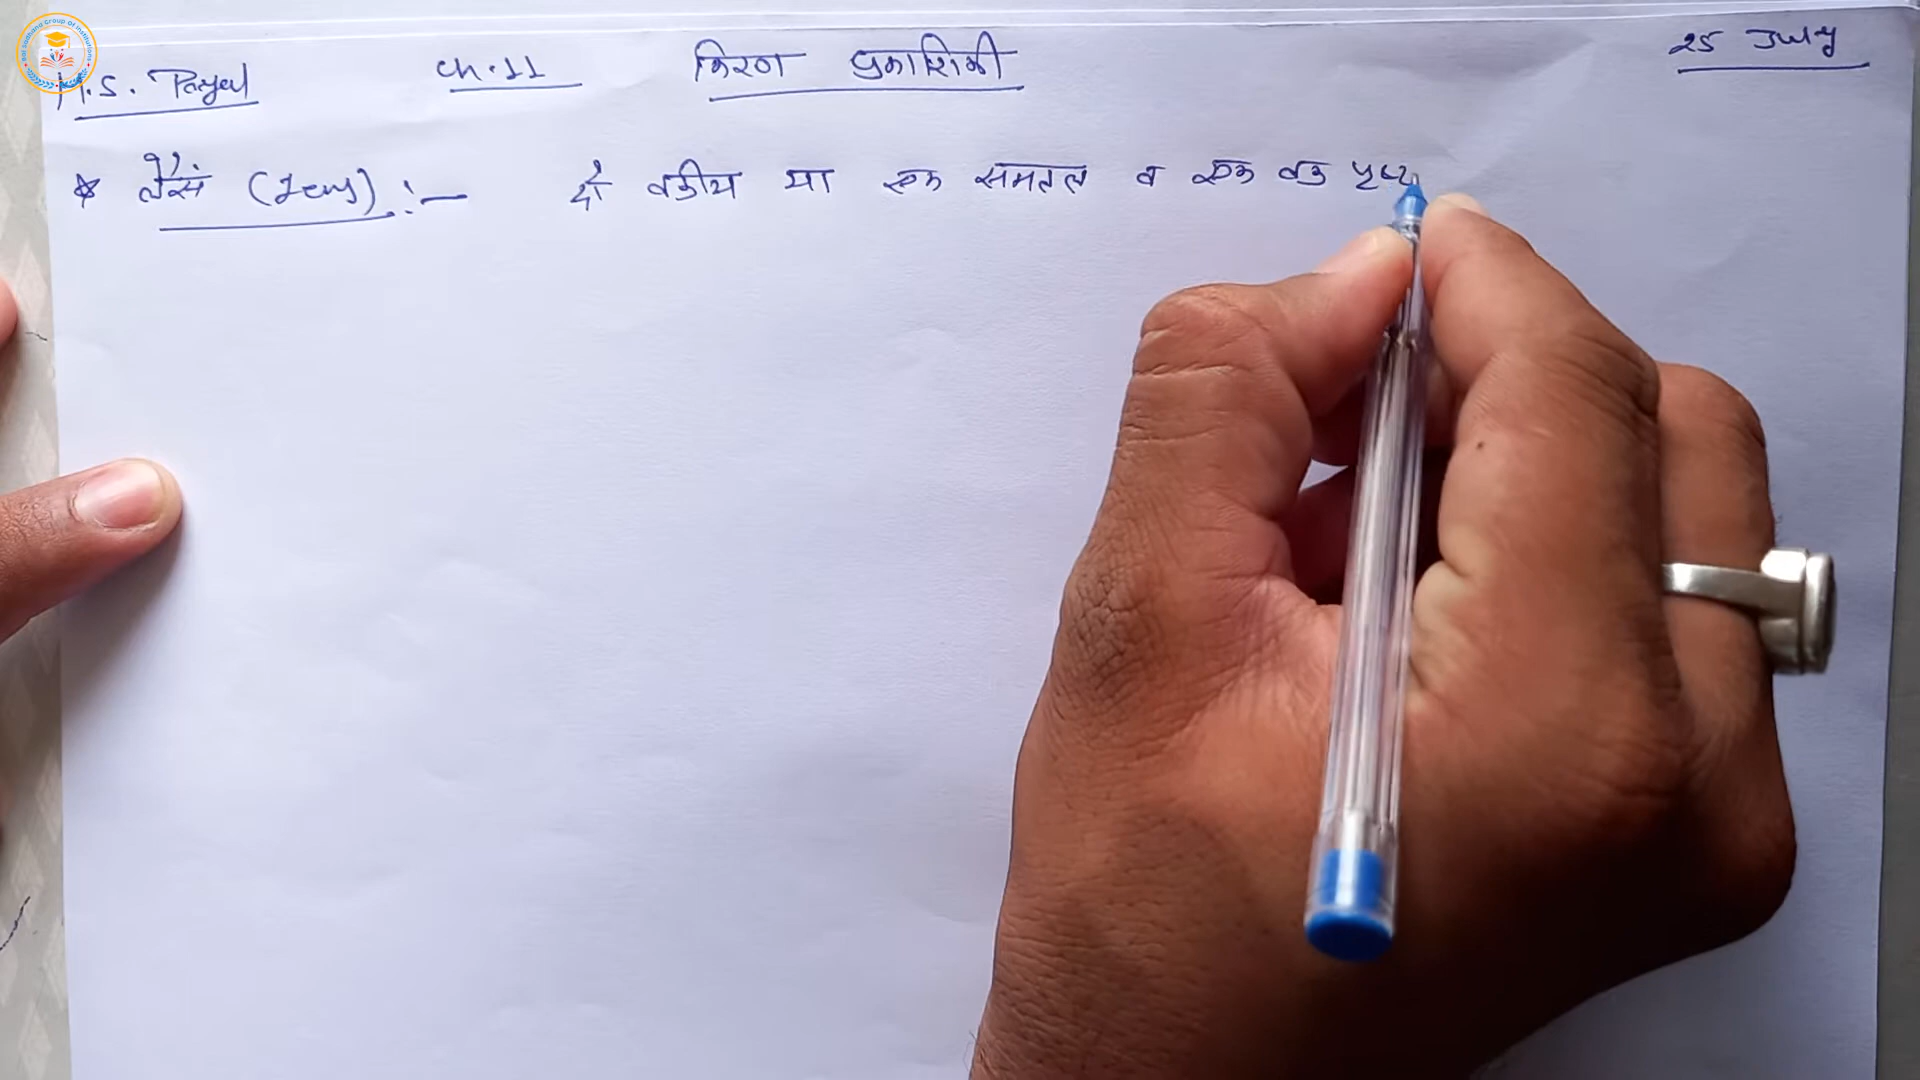 H.S. Payal Ch. 11 किरण प्रकाशिकी 25 July
* लेंस (Lens) :- दो वक्रीय या एक समतल व एक वक्र पृष्ठ